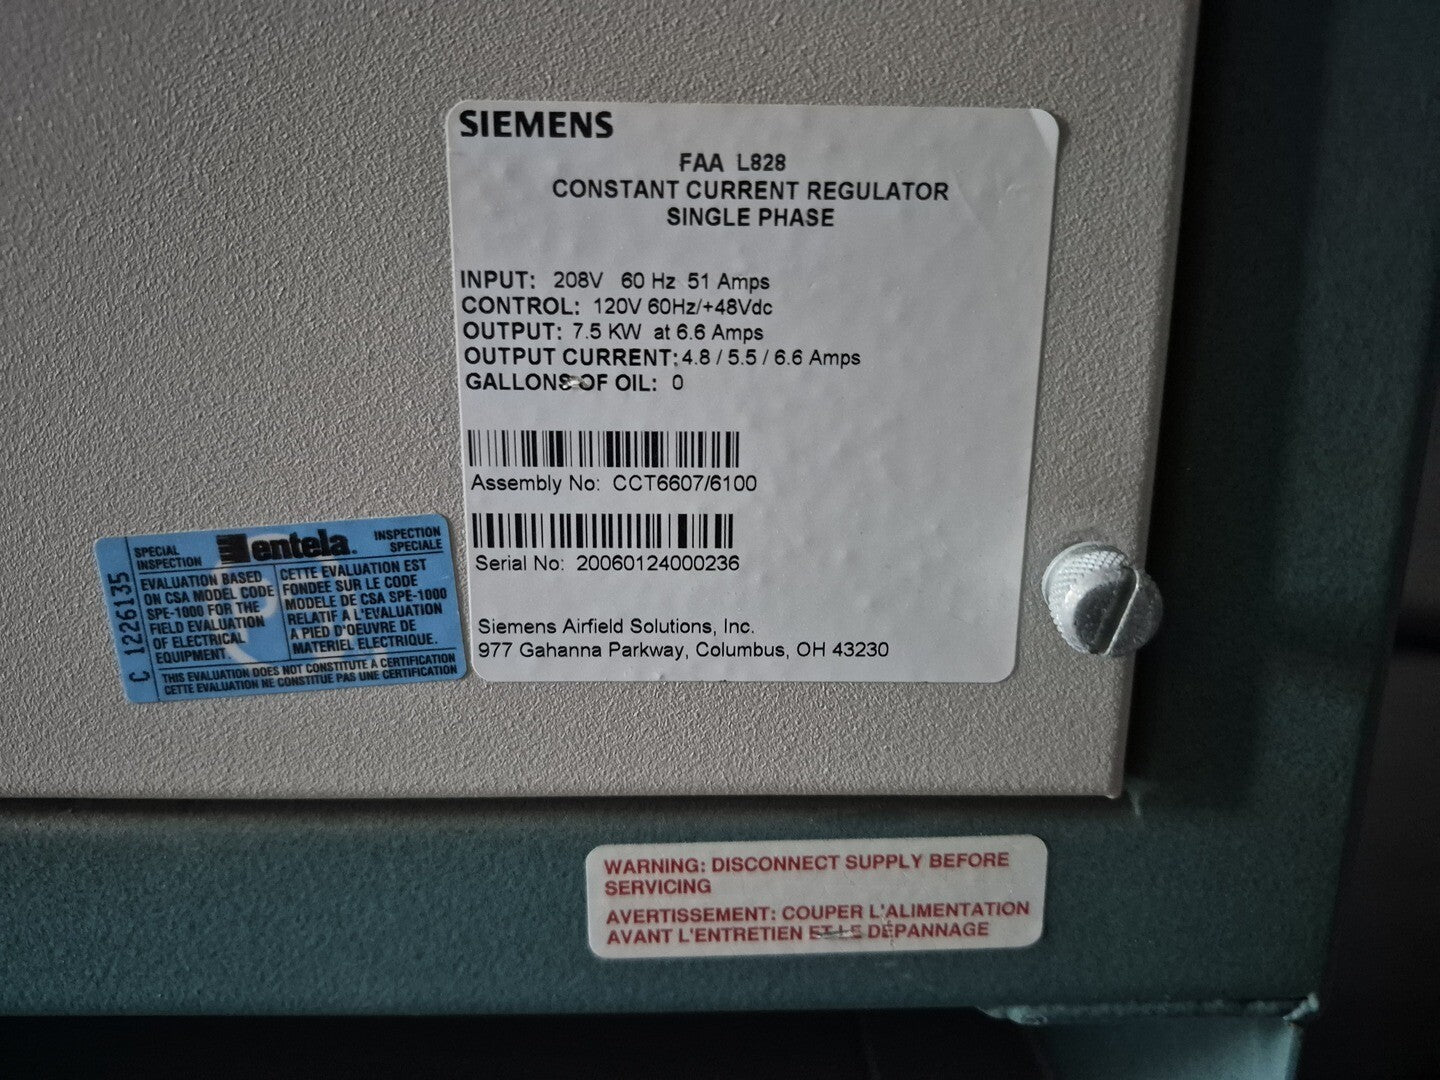 SIEMENS
FAA L828
CONSTANT CURRENT REGULATOR
SINGLE PHASE
INPUT: 208V 60 Hz 51 Amps
CONTROL: 120V 60Hz/+48Vdc
OUTPUT: 7.5 KW at 6.6 Amps
OUTPUT CURRENT: 4.8 / 5.5 / 6.6 Amps
GALLONS OF OIL: 0
Assembly No: CCT6607/6100
Serial No: 20060124000236
Siemens Airfield Solutions, Inc.
977 Gahanna Parkway, Columbus, OH 43230
C 1226135
SPECIAL
INSPECTION
entela.
INSPECTION
SPECIALE
EVALUATION BASED
ON CSA MODEL CODE
SPE-1000 FOR THE
FIELD EVALUATION
OF ELECTRICAL
EQUIPMENT.
CETTE EVALUATION EST
FONDEE SUR LE CODE
MODELE DE CSA SPE-1000
RELATIF A L'EVALUATION
A PIED D'OEUVRE DE
MATERIEL ELECTRIQUE.
THIS EVALUATION DOES NOT CONSTITUTE A CERTIFICATION
CETTE EVALUATION NE CONSTITUE PAS UNE CERTIFICATION
WARNING: DISCONNECT SUPPLY BEFORE
SERVICING
AVERTISSEMENT: COUPER L'ALIMENTATION
AVANT L'ENTRETIEN ET LE DÉPANNAGE